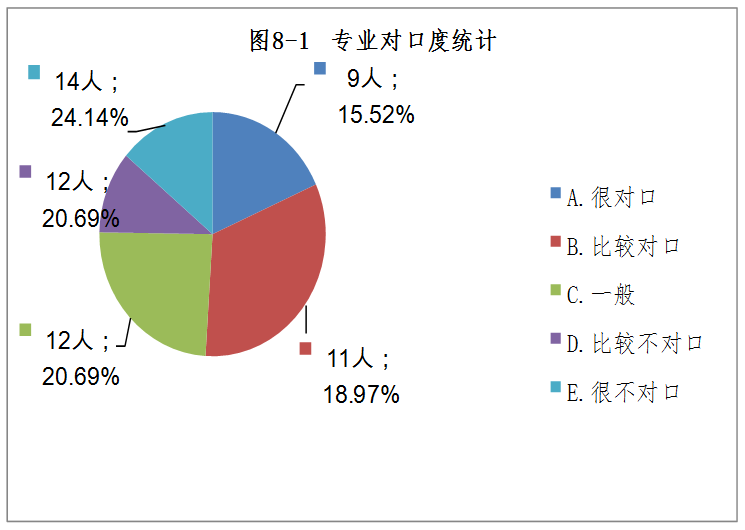 图8-1 专业对口度统计
14人；
24.14%
9人；
15.52%
12人；
20.69%
12人；
20.69%
11人；
18.97%
A.很对口
B.比较对口
C.一般
D.比较不对口
E.很不对口